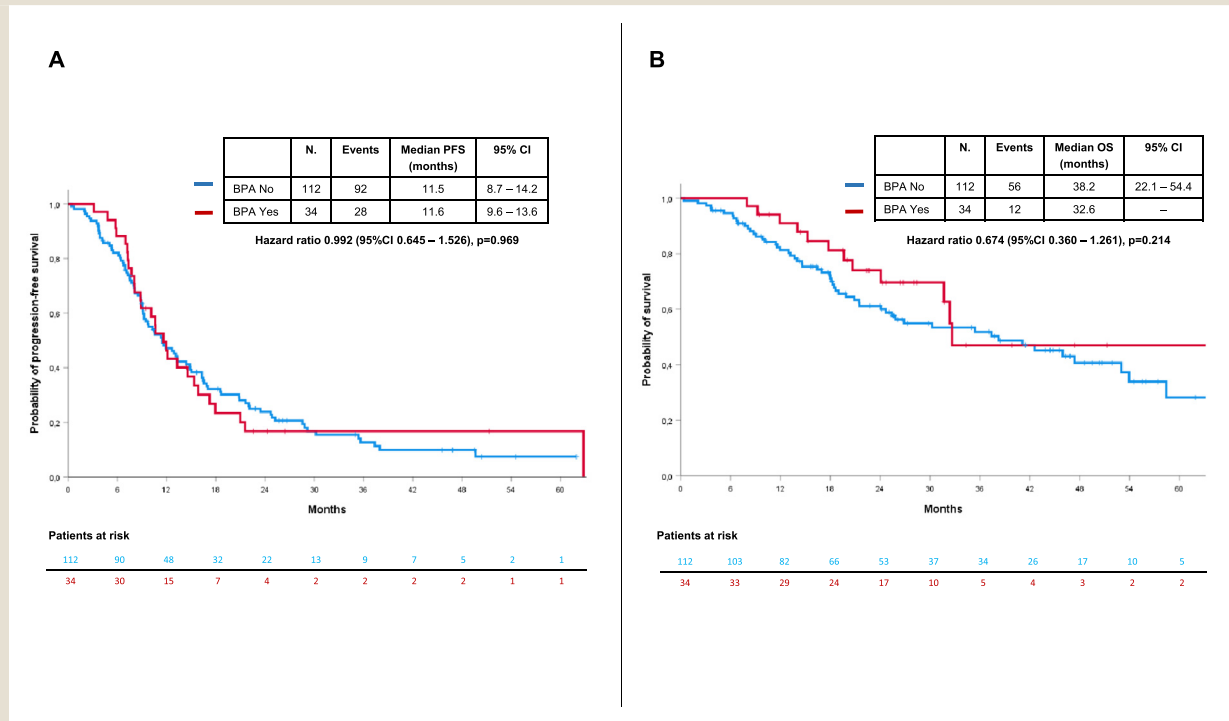 A
N. Events Median PFS (months) 95% CI
BPA No 112 92 11.5 8.7 – 14.2
BPA Yes 34 28 11.6 9.6 – 13.6
Hazard ratio 0.992 (95%CI 0.645 – 1.526), p=0.969
Probability of progression-free survival
1,0
0,8
0,6
0,4
0,2
0,0
0 6 12 18 24 30 36 42 48 54 60
Months
Patients at risk
112 90 48 32 22 13 9 7 5 2 1
34 30 15 7 4 2 2 2 2 1 1
B
N. Events Median OS (months) 95% CI
BPA No 112 56 38.2 22.1 – 54.4
BPA Yes 34 12 32.6 –
Hazard ratio 0.674 (95%CI 0.360 – 1.261), p=0.214
Probability of survival
1,0
0,8
0,6
0,4
0,2
0,0
0 6 12 18 24 30 36 42 48 54 60
Months
Patients at risk
112 103 82 66 53 37 34 26 17 10 5
34 33 29 24 17 10 5 4 3 2 2